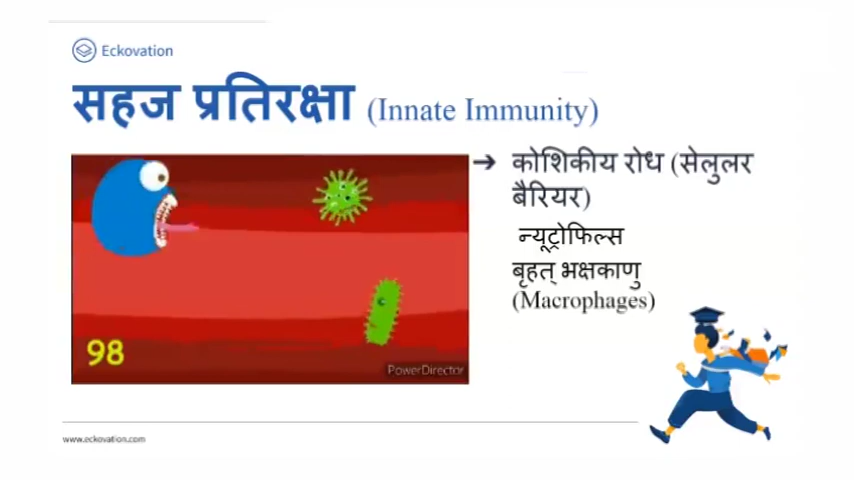 Eckovation
सहज प्रतिरक्षा (Innate Immunity)
➔ कोशिकीय रोध (सेलुलर
बैरियर)
न्यूट्रोफिल्स
बृहत् भक्षकाणु
(Macrophages)
98
PowerDirector
www.eckovation.com